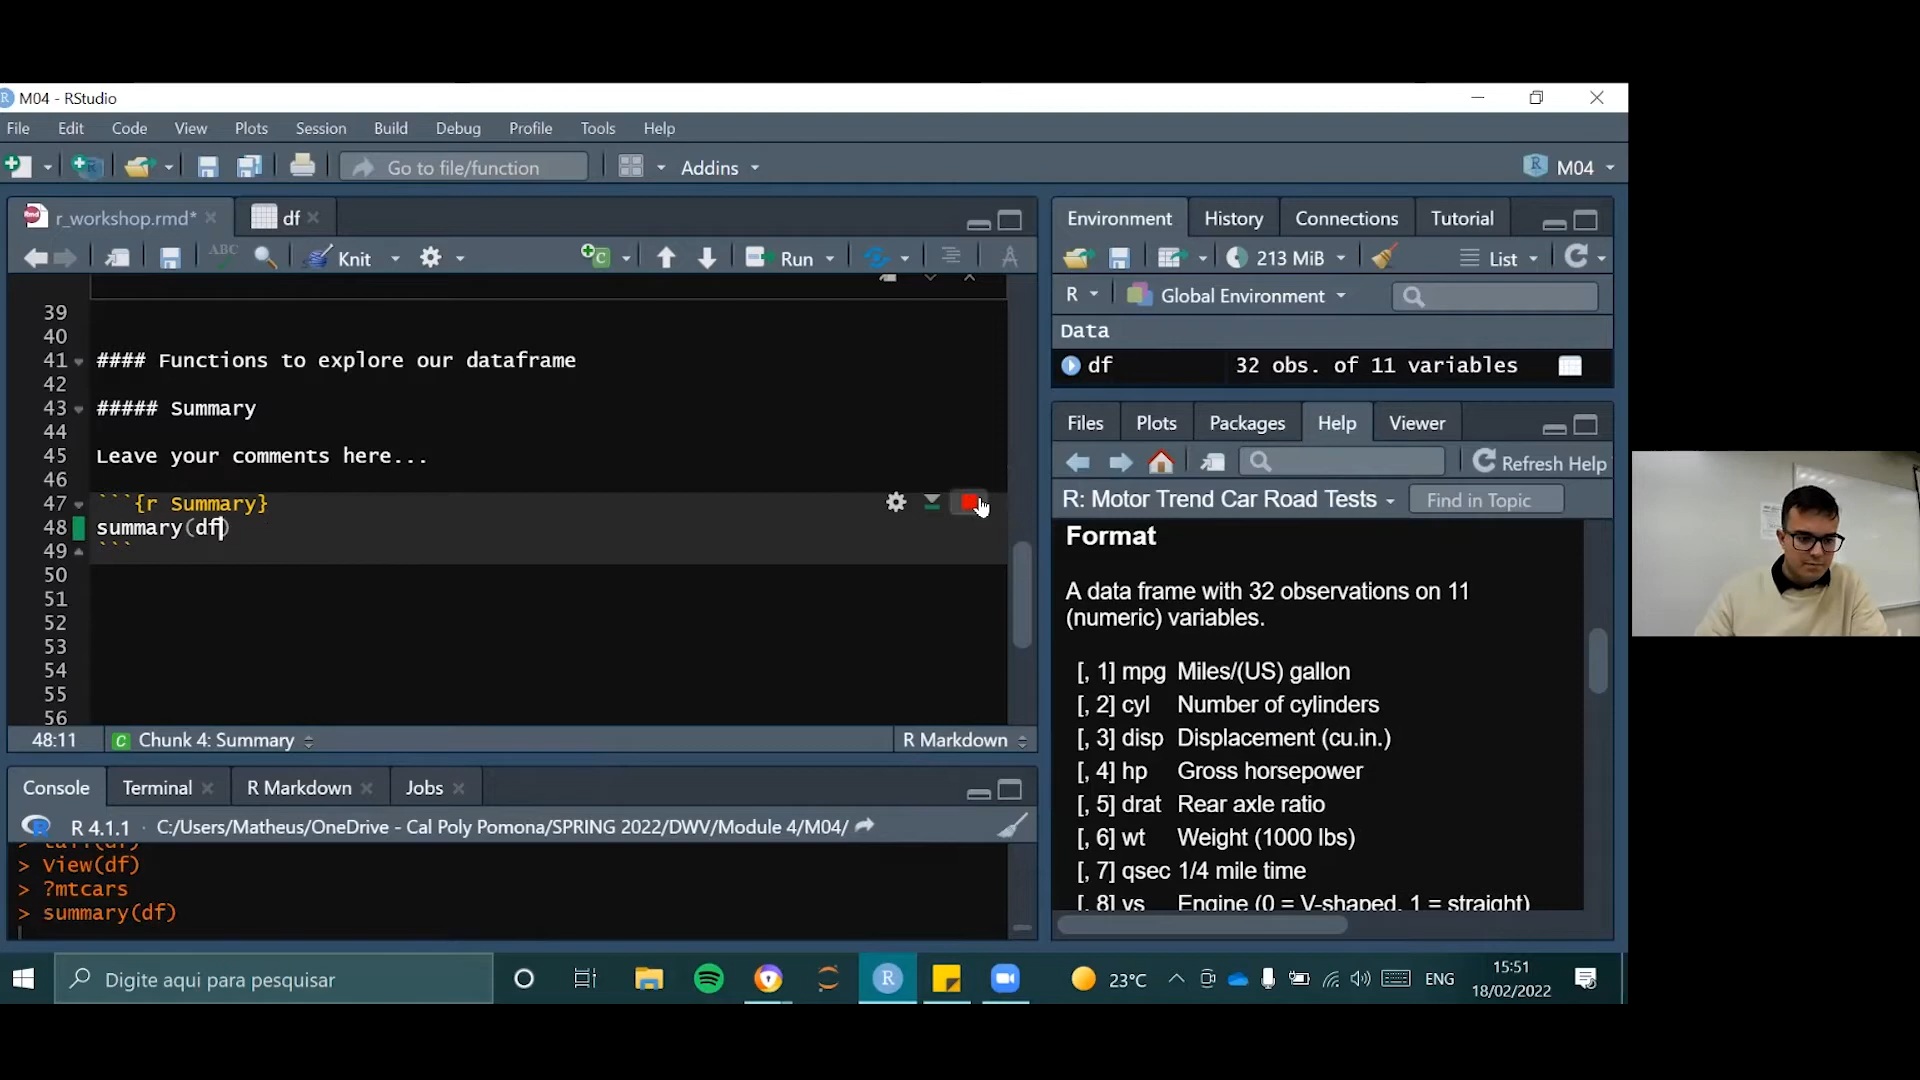 M04 - RStudio
File Edit Code View Plots Session Build Debug Profile Tools Help
Go to file/function Addins M04
r_workshop.rmd* df
ABC Knit Run
39
40
41 #### Functions to explore our dataframe
42
43 ##### Summary
44
45 Leave your comments here...
46
47 ```{r Summary}
48 summary(df)
49 ```
50
51
52
53
54
55
56
48:11 Chunk 4: Summary R Markdown
Console Terminal R Markdown Jobs
R 4.1.1 · C:/Users/Matheus/OneDrive - Cal Poly Pomona/SPRING 2022/DWV/Module 4/M04/
> tail(df)
> View(df)
> ?mtcars
> summary(df)
Environment History Connections Tutorial
213 MiB List
R Global Environment
Data
df 32 obs. of 11 variables
Files Plots Packages Help Viewer
Refresh Help
R: Motor Trend Car Road Tests Find in Topic
Format
A data frame with 32 observations on 11
(numeric) variables.
[, 1] mpg Miles/(US) gallon
[, 2] cyl Number of cylinders
[, 3] disp Displacement (cu.in.)
[, 4] hp Gross horsepower
[, 5] drat Rear axle ratio
[, 6] wt Weight (1000 lbs)
[, 7] qsec 1/4 mile time
[, 8] vs Engine (0 = V-shaped, 1 = straight)
Digite aqui para pesquisar
23°C ENG
15:51
18/02/2022